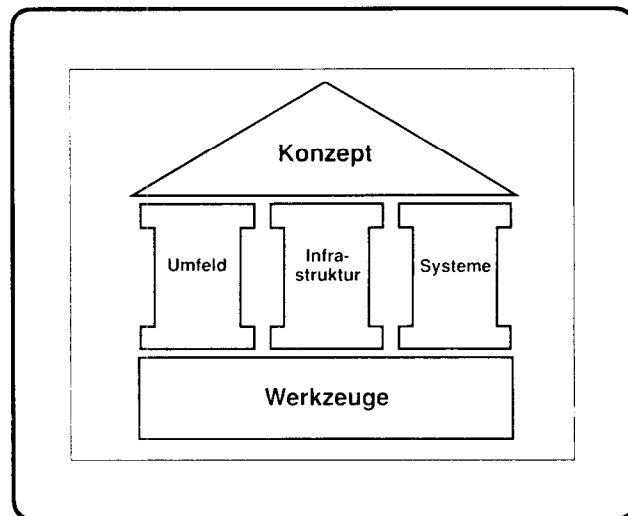 Konzept
Umfeld
Infra-
struktur
Systeme
Werkzeuge